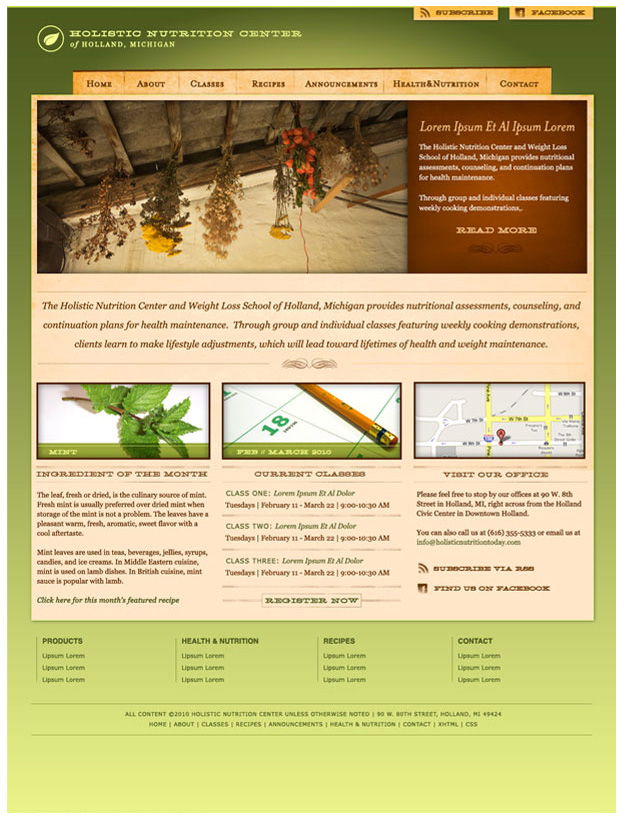 SUBSCRIBE FACEBOOK
HOLISTIC NUTRITION CENTER
of HOLLAND, MICHIGAN
Home About Classes Recipes Announcements Health&Nutrition Contact
Lorem Ipsum Et Al Ipsum Lorem
The Holistic Nutrition Center and Weight Loss
School of Holland, Michigan provides nutritional
assessments, counseling, and continuation plans
for health maintenance.
Through group and individual classes featuring
weekly cooking demonstrations,.
READ MORE
The Holistic Nutrition Center and Weight Loss School of Holland, Michigan provides nutritional assessments, counseling, and
continuation plans for health maintenance. Through group and individual classes featuring weekly cooking demonstrations,
clients learn to make lifestyle adjustments, which will lead toward lifetimes of health and weight maintenance.
MINT
INGREDIENT OF THE MONTH
The leaf, fresh or dried, is the culinary source of mint.
Fresh mint is usually preferred over dried mint when
storage of the mint is not a problem. The leaves have a
pleasant warm, fresh, aromatic, sweet flavor with a
cool aftertaste.
Mint leaves are used in teas, beverages, jellies, syrups,
candies, and ice creams. In Middle Eastern cuisine,
mint is used on lamb dishes. In British cuisine, mint
sauce is popular with lamb.
Click here for this month's featured recipe
18
FEB // MARCH 2010
CURRENT CLASSES
CLASS ONE: Lorem Ipsum Et Al Dolor
Tuesdays | February 11 - March 22 | 9:00-10:30 AM
CLASS TWO: Lorem Ipsum Et Al Dolor
Tuesdays | February 11 - March 22 | 9:00-10:30 AM
CLASS THREE: Lorem Ipsum Et Al Dolor
Tuesdays | February 11 - March 22 | 9:00-10:30 AM
REGISTER NOW
W 7th St
W 8th St
W 9th St
VISIT OUR OFFICE
Please feel free to stop by our offices at 90 W. 8th
Street in Holland, MI, right across from the Holland
Civic Center in Downtown Holland.
You can also call us at (616) 355-5333 or email us at
info@holisticnutritiontoday.com
SUBSCRIBE VIA RSS
FIND US ON FACEBOOK
PRODUCTS HEALTH & NUTRITION RECIPES CONTACT
Lipsum Lorem Lipsum Lorem Lipsum Lorem Lipsum Lorem
Lipsum Lorem Lipsum Lorem Lipsum Lorem Lipsum Lorem
Lipsum Lorem Lipsum Lorem Lipsum Lorem Lipsum Lorem
ALL CONTENT ©2010 HOLISTIC NUTRITION CENTER UNLESS OTHERWISE NOTED | 90 W. 80TH STREET, HOLLAND, MI 49424
HOME | ABOUT | CLASSES | RECIPES | ANNOUNCEMENTS | HEALTH & NUTRITION | CONTACT | XHTML | CSS